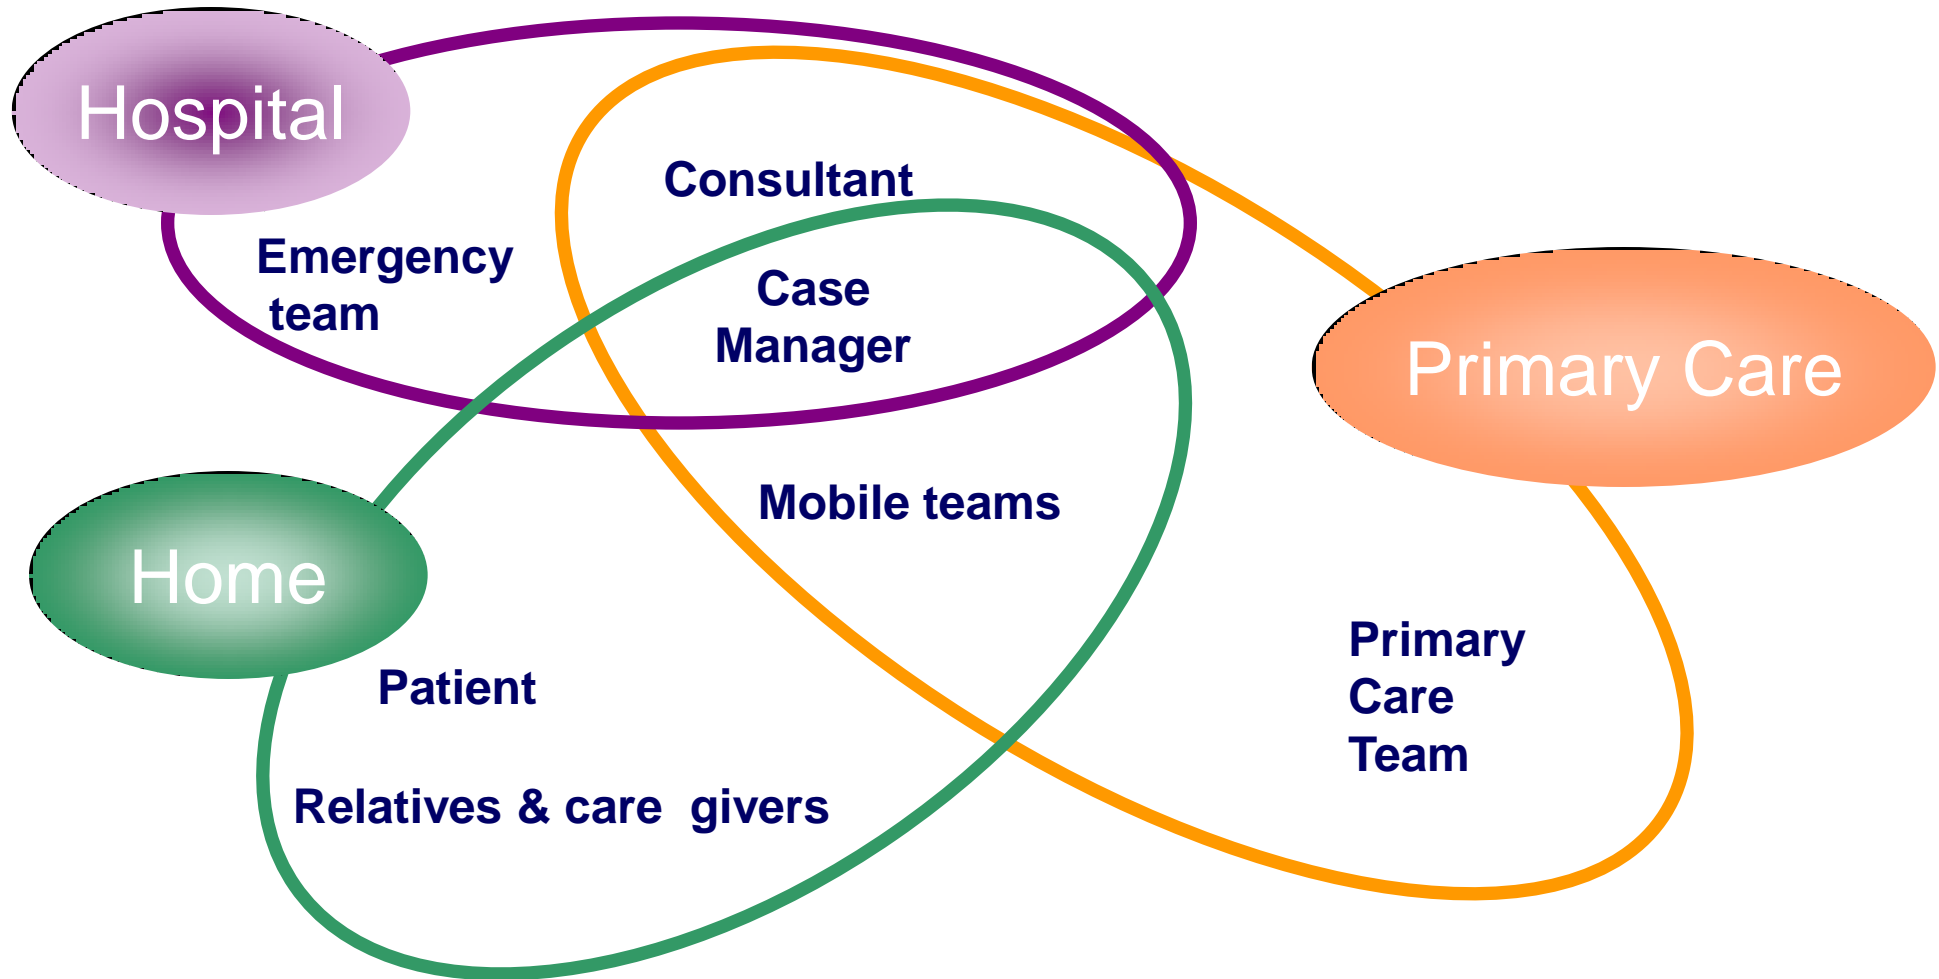 Hospital
Consultant
Emergency
team
Case
Manager
Primary Care
Mobile teams
Home
Primary
Care
Team
Patient
Relatives & care givers